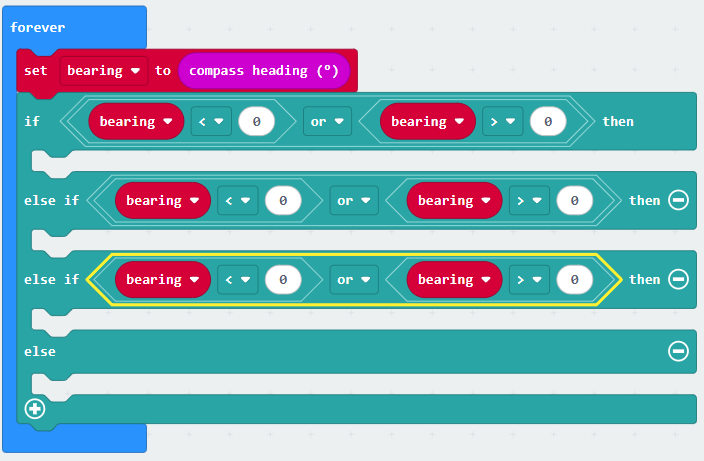 forever
set bearing to compass heading (°)
if bearing < 0 or bearing > 0 then
else if bearing < 0 or bearing > 0 then
else if bearing < 0 or bearing > 0 then
else